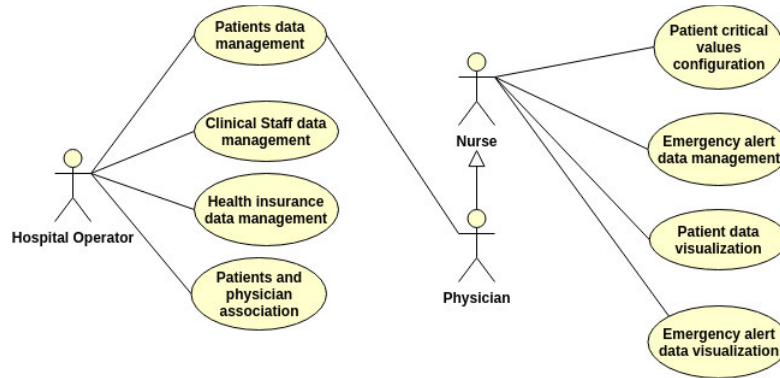 Patients data
management
Clinical Staff data
management
Health insurance
data management
Hospital Operator
Patients and
physician
association
Nurse
Physician
Patient critical
values
configuration
Emergency alert
data management
Patient data
visualization
Emergency alert
data visualization